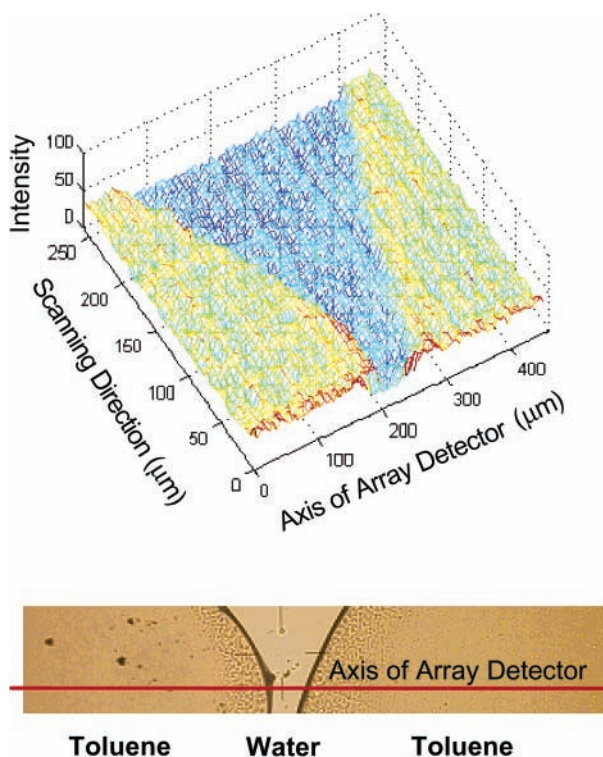 Intensity
100
50
0
250
200
150
100
50
0
Scanning Direction (μm)
0
100
200
300
400
Axis of Array Detector (μm)
Axis of Array Detector
Toluene Water Toluene